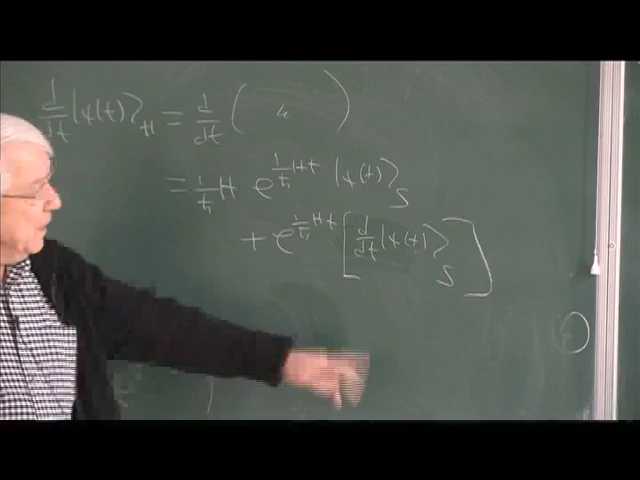 d/dt |ψ(t)⟩_H = d/dt ( " )
= i/ħ H e^{i/ħ Ht} |ψ(t)⟩_S
+ e^{i/ħ Ht} [ d/dt |ψ(t)⟩_S ]